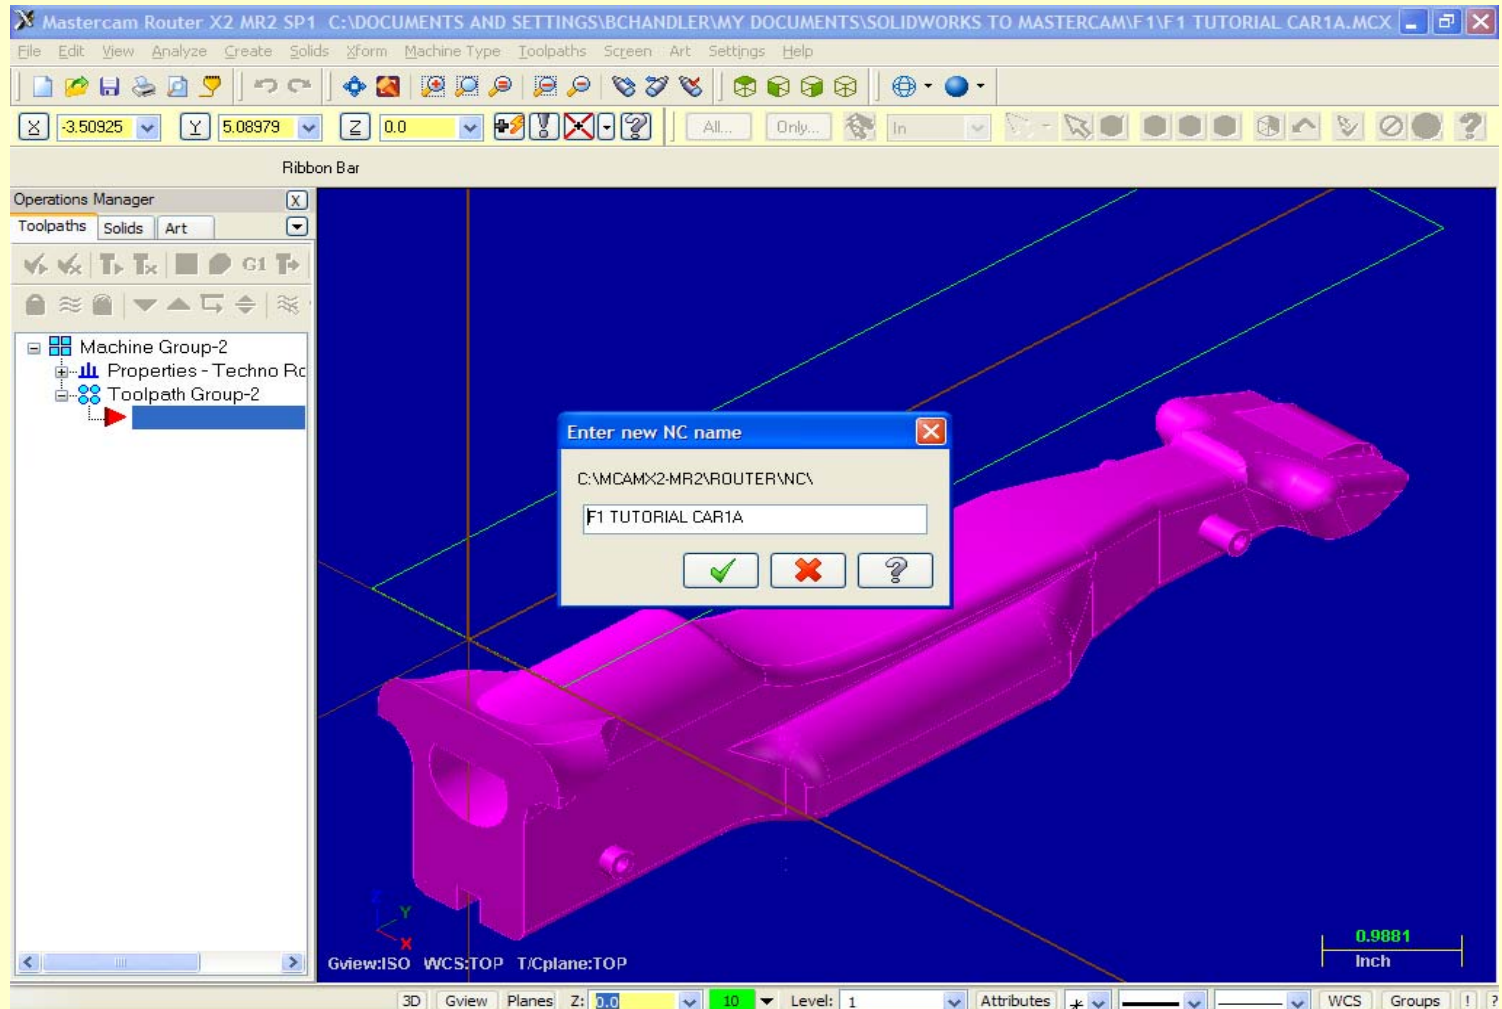 Mastercam Router X2 MR2 SP1 C:\DOCUMENTS AND SETTINGS\BCHANDLER\MY DOCUMENTS\SOLIDWORKS TO MASTERCAM\F1\F1 TUTORIAL CAR1A.MCX
File Edit View Analyze Create Solids Xform Machine Type Toolpaths Screen Art Settings Help
X -3.50925 Y 5.08979 Z 0.0 All... Only... In
Ribbon Bar
Operations Manager X
Toolpaths Solids Art
G1
Machine Group-2
Properties - Techno Ro
Toolpath Group-2
Enter new NC name
C:\MCAMX2-MR2\ROUTER\NC\
F1 TUTORIAL CAR1A
Z
Y
X
0.9881
Inch
Gview:ISO WCS:TOP T/Cplane:TOP
3D Gview Planes Z: 0.0 10 Level: 1 Attributes WCS Groups ! ?